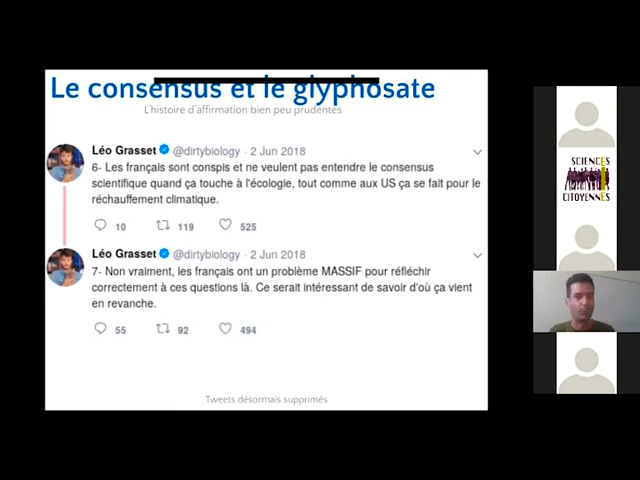 Le consensus et le glyphosate
L'histoire d'affirmation bien peu prudentes
Léo Grasset @dirtybiology · 2 Jun 2018
6- Les français sont conspis et ne veulent pas entendre le consensus
scientifique quand ça touche à l'écologie, tout comme aux US ça se fait pour le
réchauffement climatique.
10 119 525
Léo Grasset @dirtybiology · 2 Jun 2018
7- Non vraiment, les français ont un problème MASSIF pour réfléchir
correctement à ces questions là. Ce serait intéressant de savoir d'où ça vient
en revanche.
55 92 494
Tweets désormais supprimés
SCIENCES
CITOYENNES